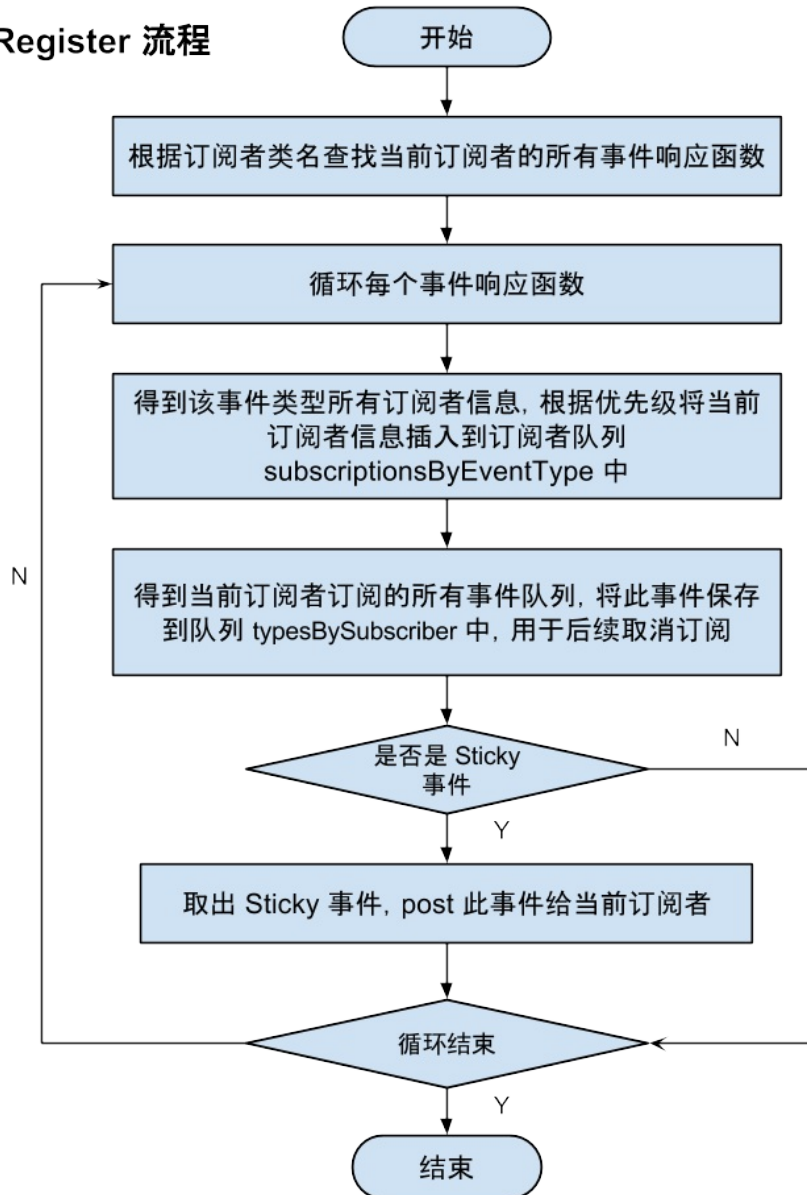 Register 流程
开始
根据订阅者类名查找当前订阅者的所有事件响应函数
循环每个事件响应函数
得到该事件类型所有订阅者信息, 根据优先级将当前
订阅者信息插入到订阅者队列
subscriptionsByEventType 中
N
得到当前订阅者订阅的所有事件队列, 将此事件保存
到队列 typesBySubscriber 中, 用于后续取消订阅
是否是 Sticky
事件
N
Y
取出 Sticky 事件, post 此事件给当前订阅者
循环结束
Y
结束